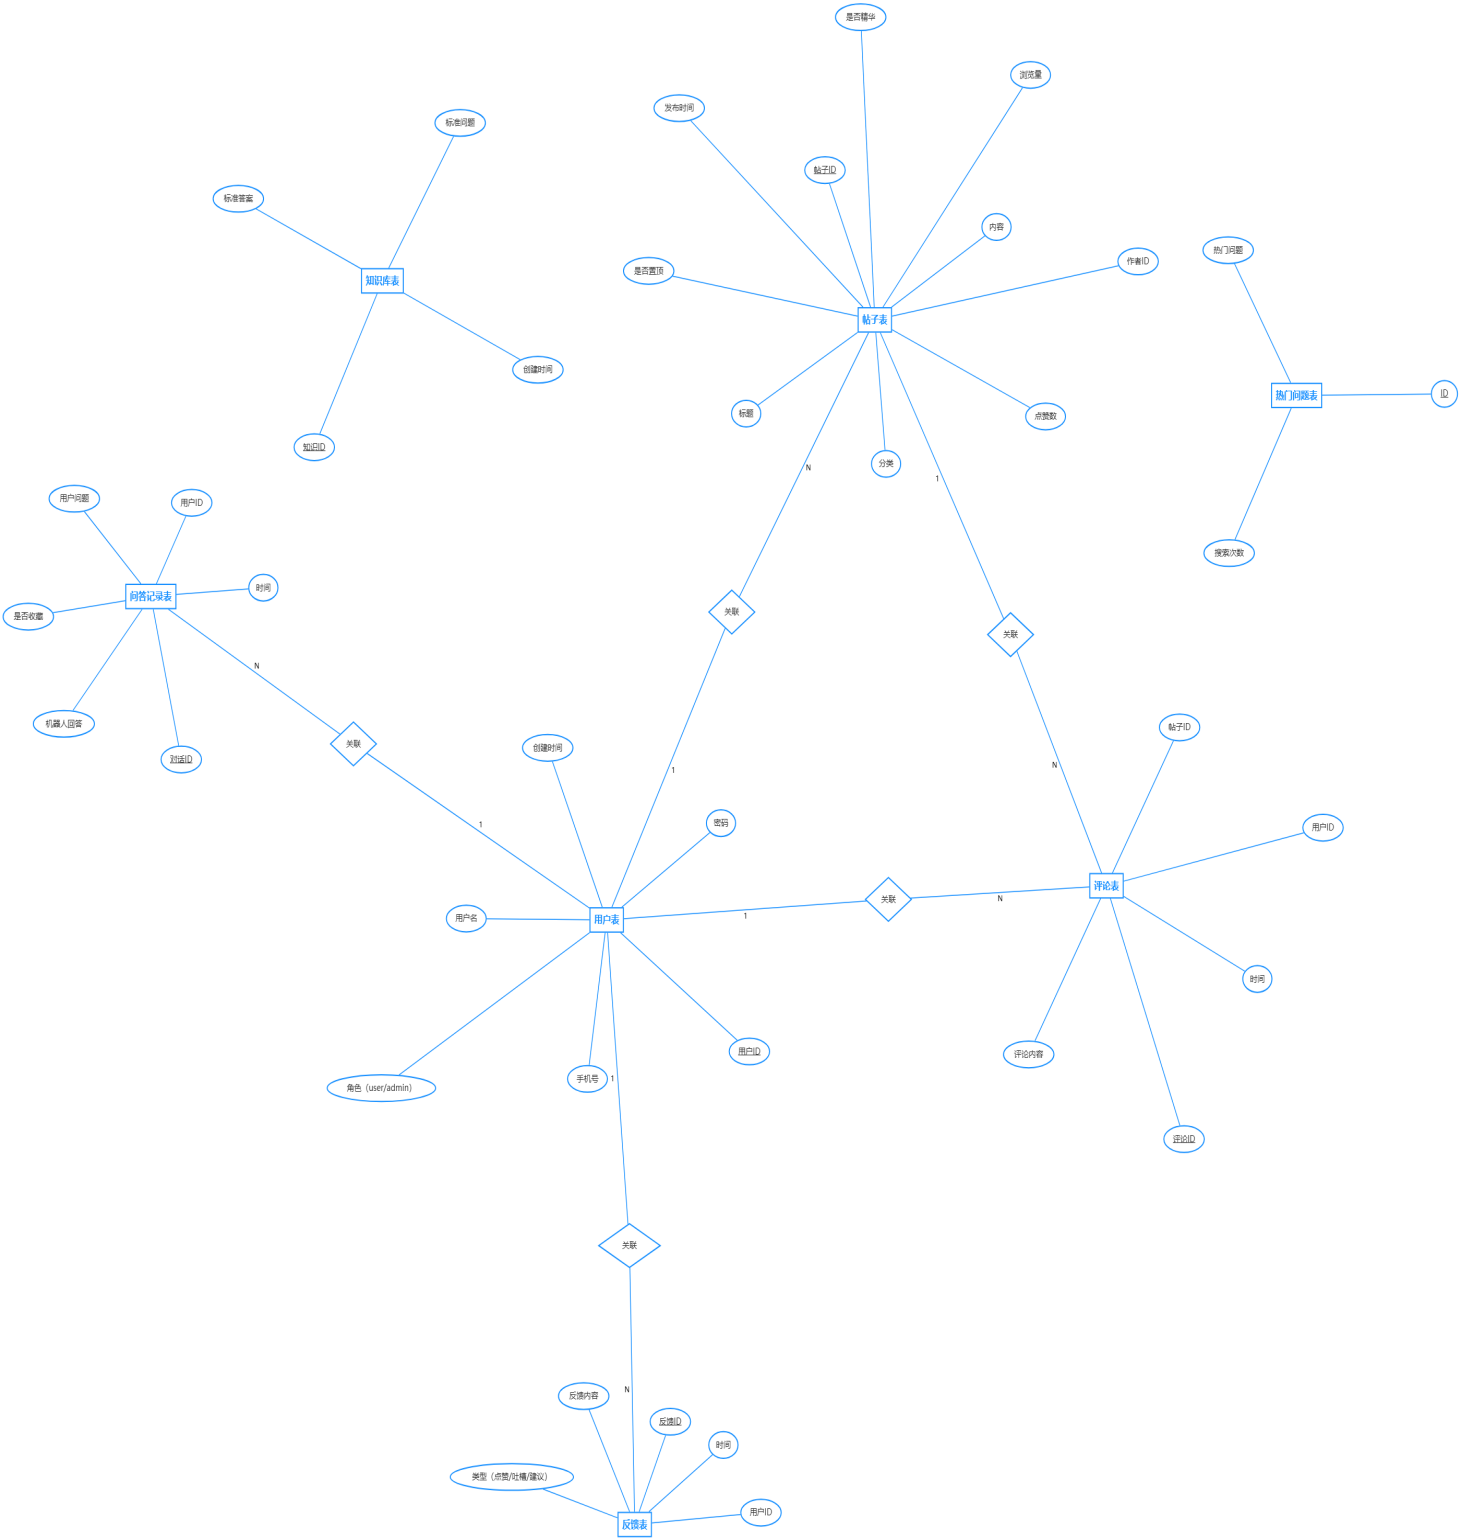 是否精华
浏览量
发布时间
标准问题
帖子ID
标准答案
内容
热门问题
作者ID
是否置顶
知识库表
帖子表
创建时间
ID
热门问题表
标题
点赞数
知识ID
分类
N
1
用户问题
用户ID
搜索次数
时间
问答记录表
关联
是否收藏
关联
N
机器人回答
帖子ID
关联
创建时间
对话ID
N
1
1
密码
用户ID
评论表
关联
N
1
用户名
用户表
时间
用户ID
评论内容
手机号
1
角色（user/admin）
评论ID
关联
N
反馈内容
反馈ID
时间
类型（点赞/吐槽/建议）
用户ID
反馈表